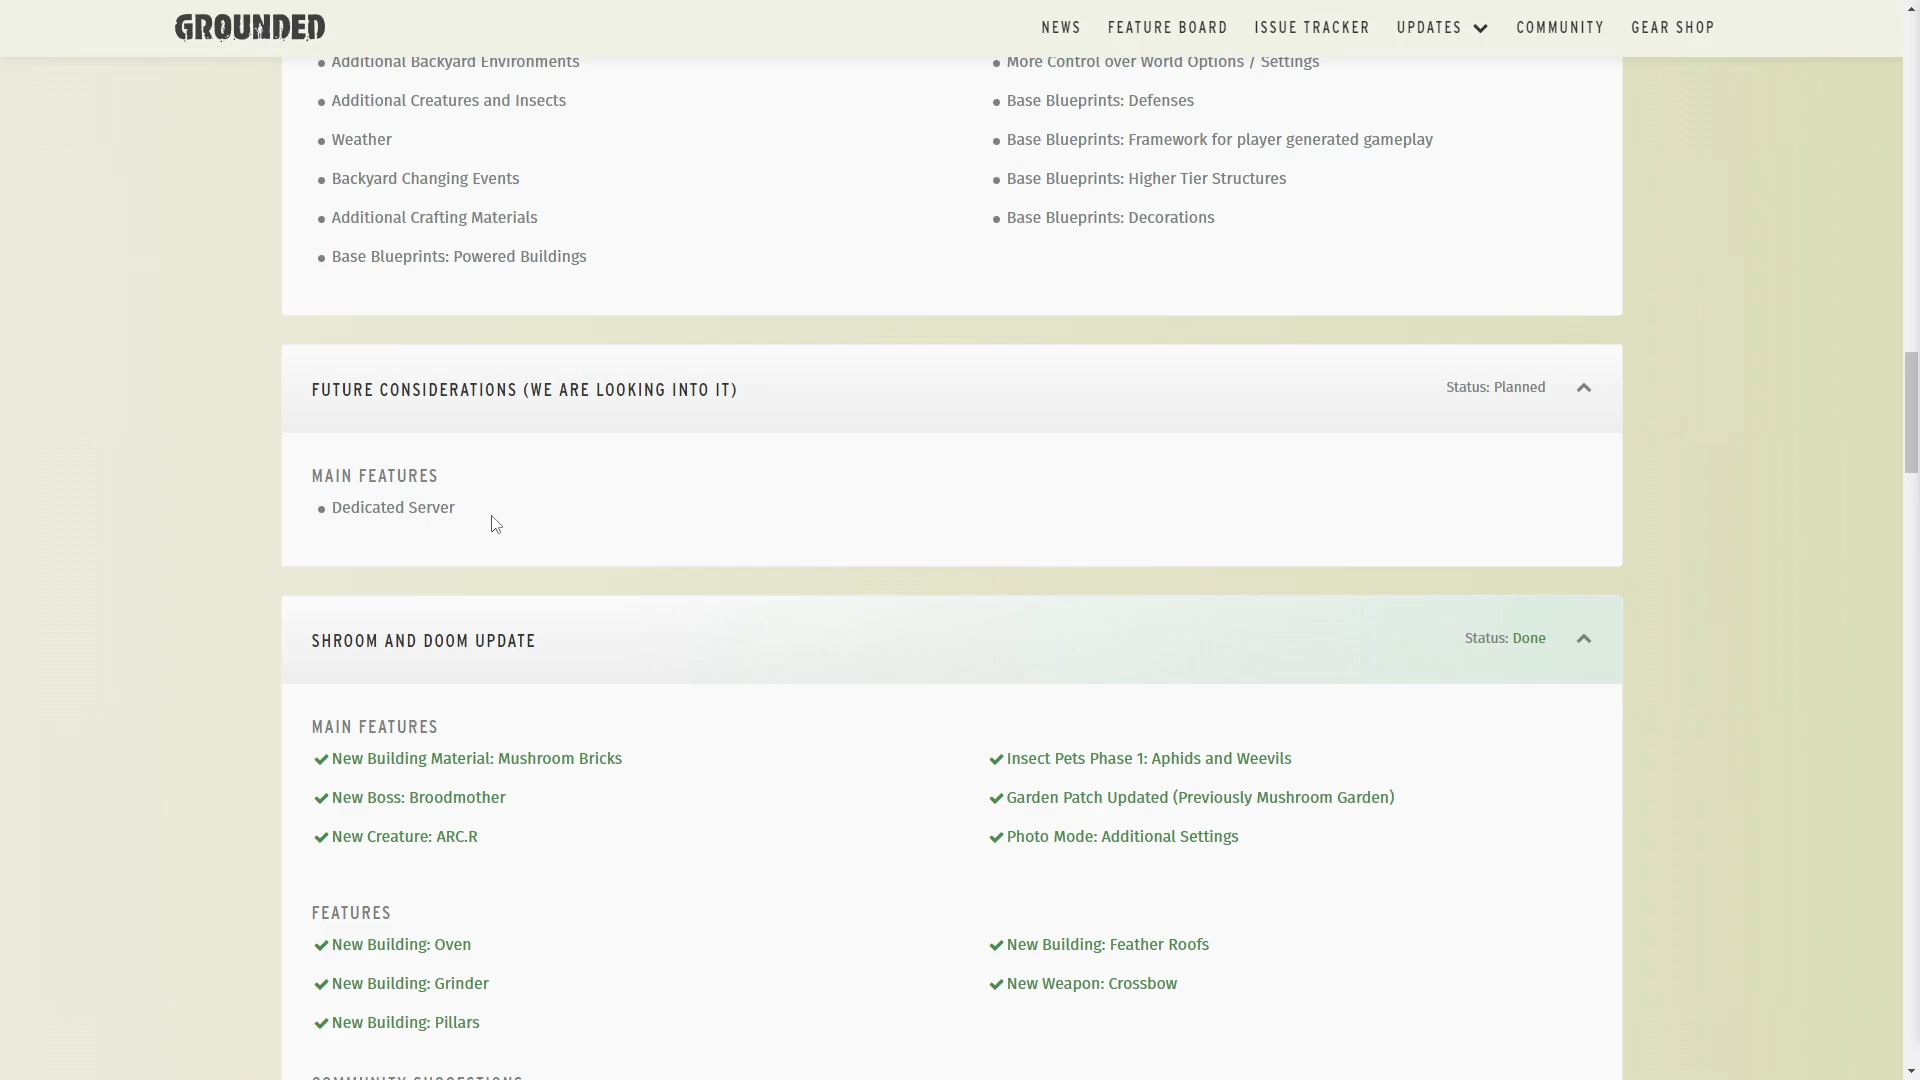 GROUNDED
NEWS FEATURE BOARD ISSUE TRACKER UPDATES COMMUNITY GEAR SHOP
Additional Backyard Environments
More Control over World Options / Settings
Additional Creatures and Insects
Base Blueprints: Defenses
Weather
Base Blueprints: Framework for player generated gameplay
Backyard Changing Events
Base Blueprints: Higher Tier Structures
Additional Crafting Materials
Base Blueprints: Decorations
Base Blueprints: Powered Buildings
FUTURE CONSIDERATIONS (WE ARE LOOKING INTO IT)
Status: Planned
MAIN FEATURES
Dedicated Server
SHROOM AND DOOM UPDATE
Status: Done
MAIN FEATURES
New Building Material: Mushroom Bricks
Insect Pets Phase 1: Aphids and Weevils
New Boss: Broodmother
Garden Patch Updated (Previously Mushroom Garden)
New Creature: ARC.R
Photo Mode: Additional Settings
FEATURES
New Building: Oven
New Building: Feather Roofs
New Building: Grinder
New Weapon: Crossbow
New Building: Pillars
COMMUNITY SUGGESTIONS